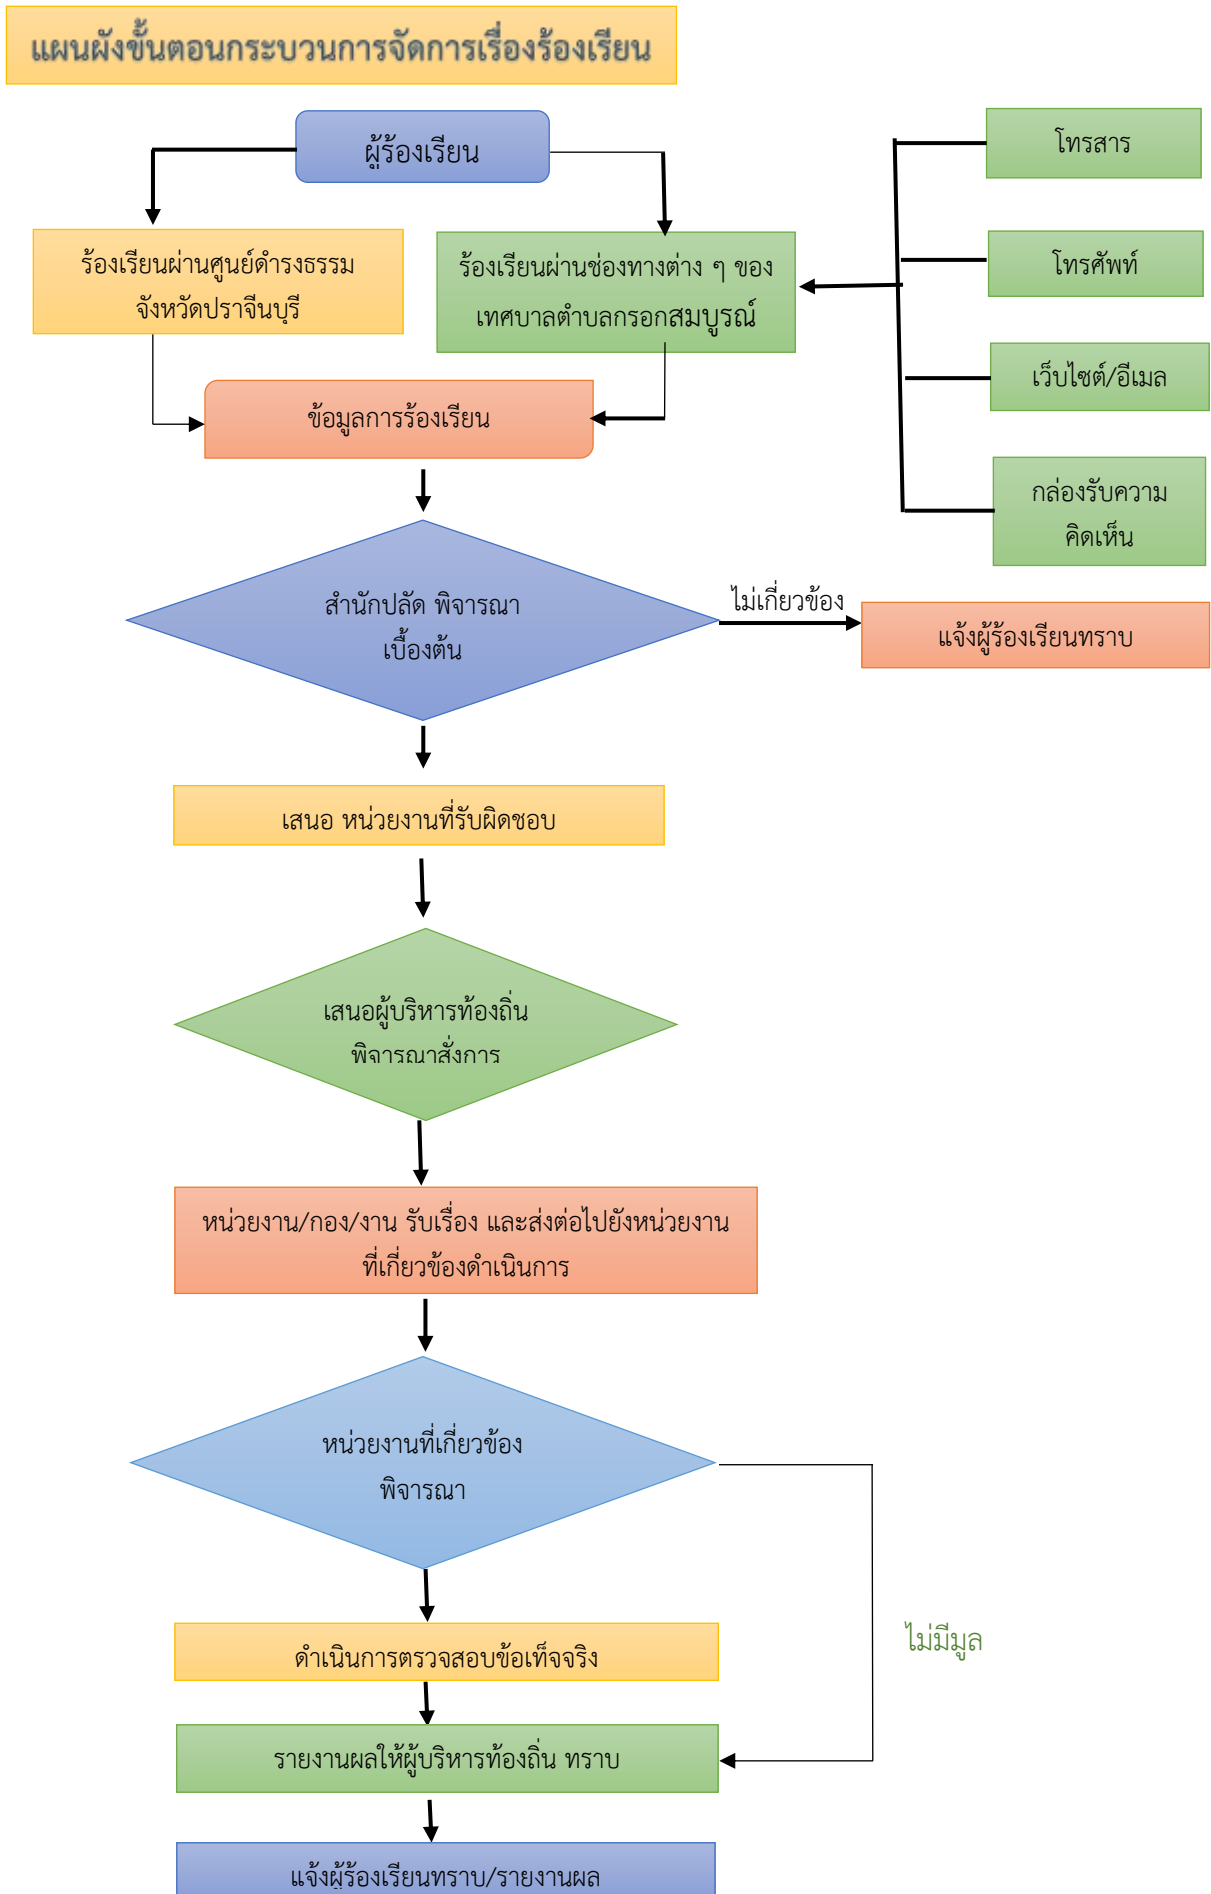 แผนผังขั้นตอนกระบวนการจัดการเรื่องร้องเรียน
ผู้ร้องเรียน
โทรสาร
ร้องเรียนผ่านศูนย์ดำรงธรรม
จังหวัดปราจีนบุรี
ร้องเรียนผ่านช่องทางต่าง ๆ ของ
เทศบาลตำบลกรอกสมบูรณ์
โทรศัพท์
เว็บไซต์/อีเมล
ข้อมูลการร้องเรียน
กล่องรับความ
คิดเห็น
สำนักปลัด พิจารณา
เบื้องต้น
ไม่เกี่ยวข้อง
แจ้งผู้ร้องเรียนทราบ
เสนอ หน่วยงานที่รับผิดชอบ
เสนอผู้บริหารท้องถิ่น
พิจารณาสั่งการ
หน่วยงาน/กอง/งาน รับเรื่อง และส่งต่อไปยังหน่วยงาน
ที่เกี่ยวข้องดำเนินการ
หน่วยงานที่เกี่ยวข้อง
พิจารณา
ไม่มีมูล
ดำเนินการตรวจสอบข้อเท็จจริง
รายงานผลให้ผู้บริหารท้องถิ่น ทราบ
แจ้งผู้ร้องเรียนทราบ/รายงานผล